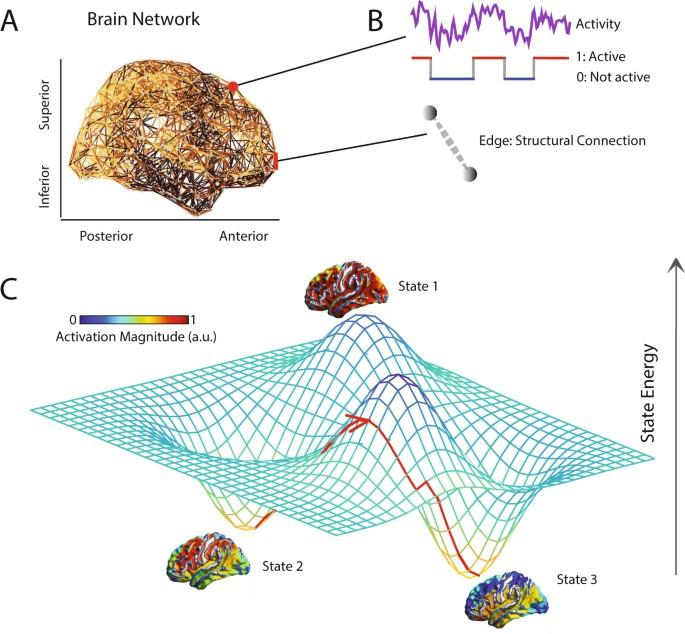 A
Brain Network
Superior
Inferior
Posterior
Anterior
B
Activity
1: Active
0: Not active
Edge: Structural Connection
C
0
1
Activation Magnitude (a.u.)
State 1
State Energy
State 2
State 3